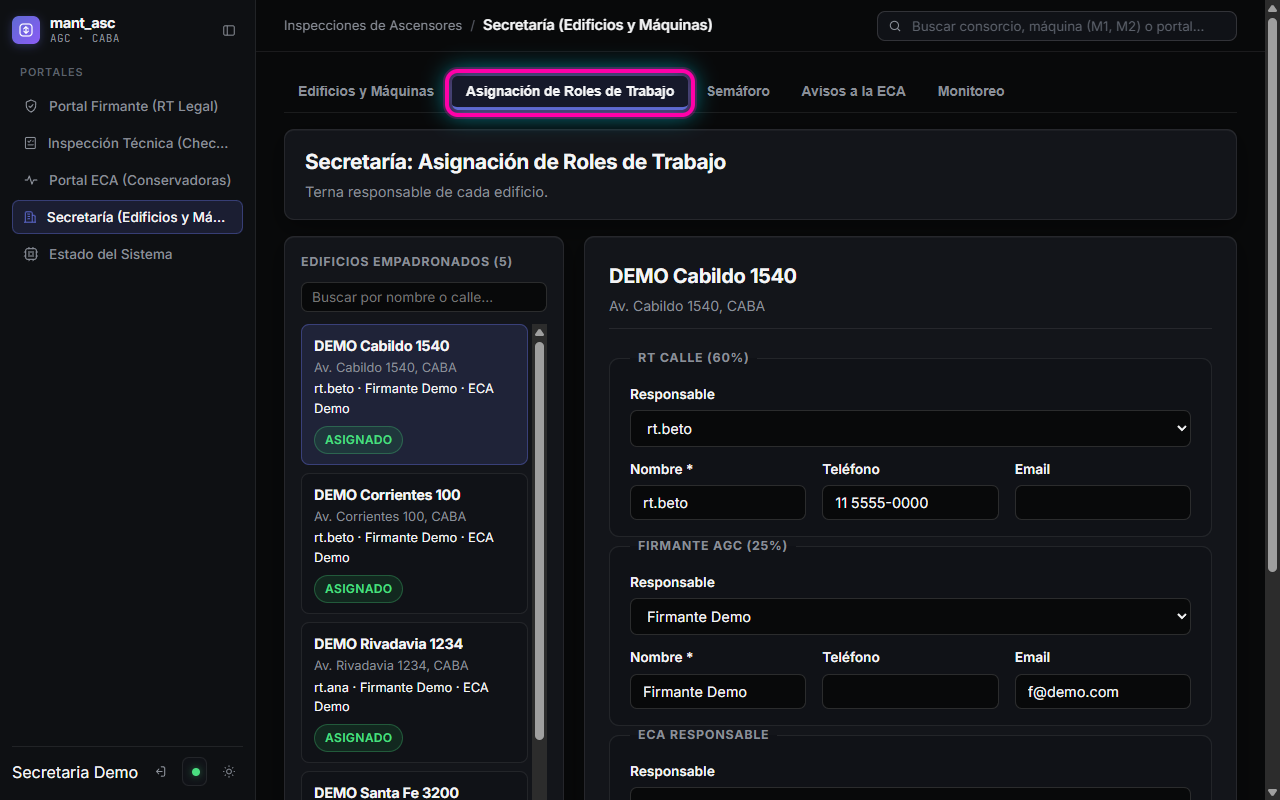 mant_asc
AGC · CABA
PORTALES
Portal Firmante (RT Legal)
Inspección Técnica (Chec...
Portal ECA (Conservadoras)
Secretaría (Edificios y Má...
Estado del Sistema
Secretaria Demo
Inspecciones de Ascensores / Secretaría (Edificios y Máquinas)
Buscar consorcio, máquina (M1, M2) o portal...
Edificios y Máquinas
Asignación de Roles de Trabajo
Semáforo
Avisos a la ECA
Monitoreo
Secretaría: Asignación de Roles de Trabajo
Terna responsable de cada edificio.
EDIFICIOS EMPADRONADOS (5)
Buscar por nombre o calle...
DEMO Cabildo 1540
Av. Cabildo 1540, CABA
rt.beto · Firmante Demo · ECA
Demo
ASIGNADO
DEMO Corrientes 100
Av. Corrientes 100, CABA
rt.beto · Firmante Demo · ECA
Demo
ASIGNADO
DEMO Rivadavia 1234
Av. Rivadavia 1234, CABA
rt.ana · Firmante Demo · ECA
Demo
ASIGNADO
DEMO Santa Fe 3200
DEMO Cabildo 1540
Av. Cabildo 1540, CABA
RT CALLE (60%)
Responsable
rt.beto
Nombre * Teléfono Email
rt.beto 11 5555-0000
FIRMANTE AGC (25%)
Responsable
Firmante Demo
Nombre * Teléfono Email
Firmante Demo f@demo.com
ECA RESPONSABLE
Responsable